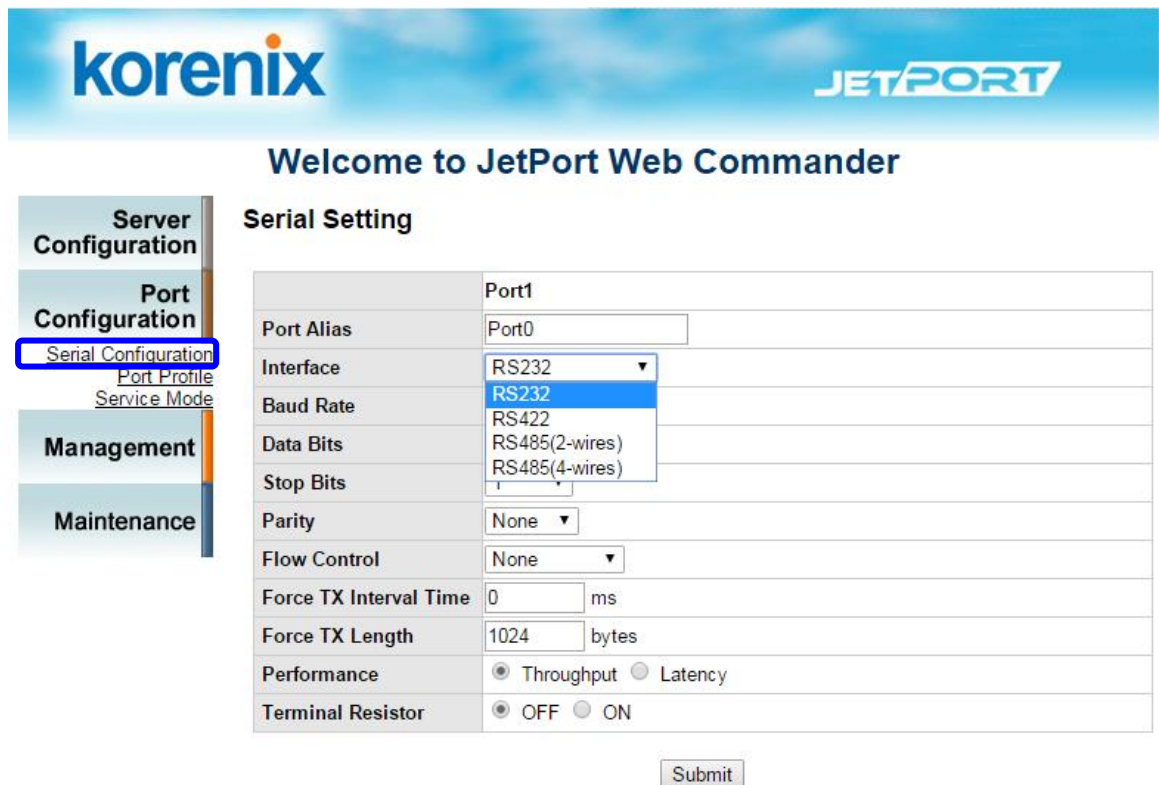 korenix
JETPORT
Welcome to JetPort Web Commander
Server
Configuration
Port
Configuration
Serial Configuration
Port Profile
Service Mode
Management
Maintenance
Serial Setting
Port1
Port Alias Port0
Interface RS232
RS232
RS422
RS485(2-wires)
RS485(4-wires)
Baud Rate
Data Bits
Stop Bits
Parity None
Flow Control None
Force TX Interval Time 0 ms
Force TX Length 1024 bytes
Performance Throughput Latency
Terminal Resistor OFF ON
Submit